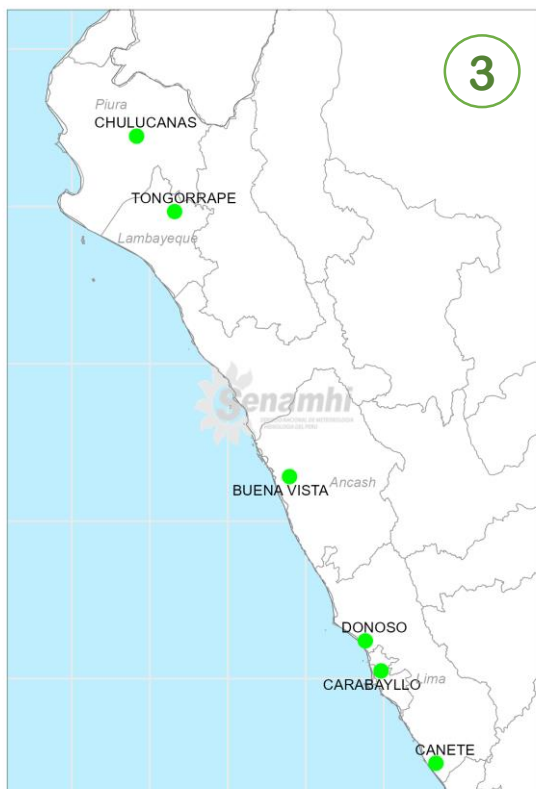 3
Piura
CHULUCANAS
TONGORRAPE
Lambayeque
Senamhi
Ancash
BUENA VISTA
DONOSO
Lima
CARABAYLLO
CANETE